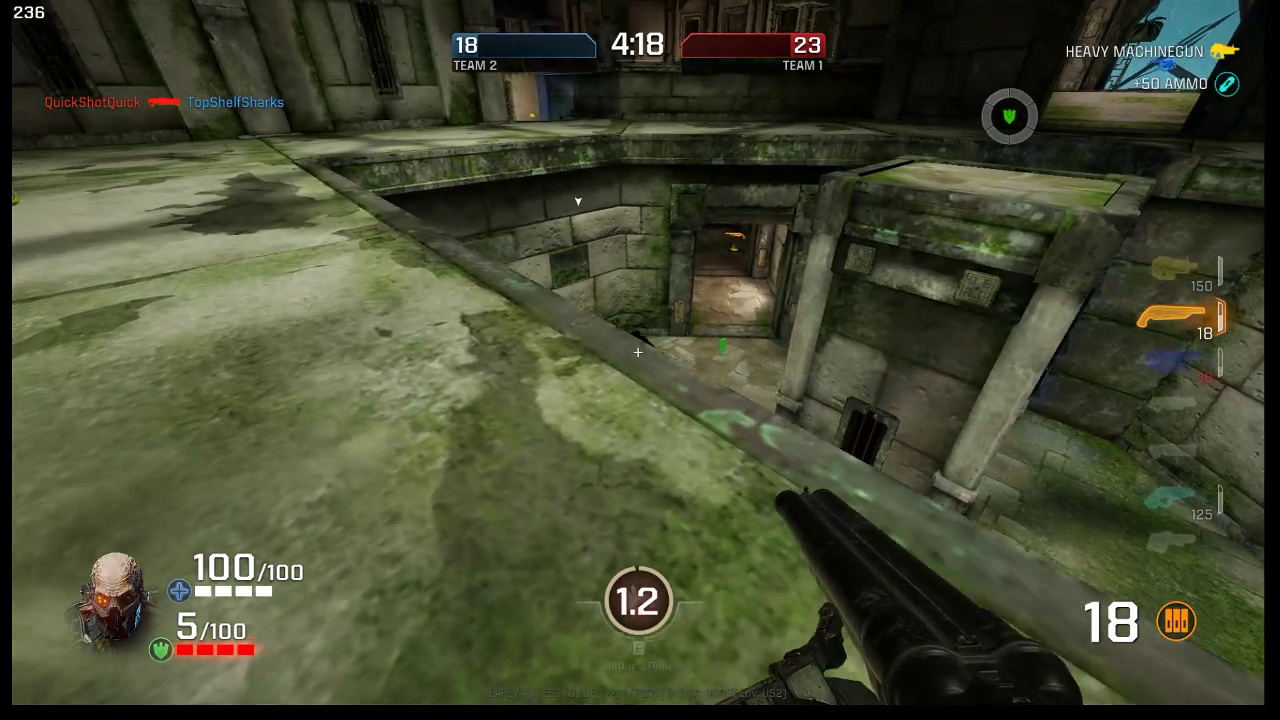 236
18
4:18
23
TEAM 2
TEAM 1
HEAVY MACHINEGUN
+50 AMMO
QuickShotQuick TopShelfSharks
150
18
125
100/100
5/100
1.2
E
18